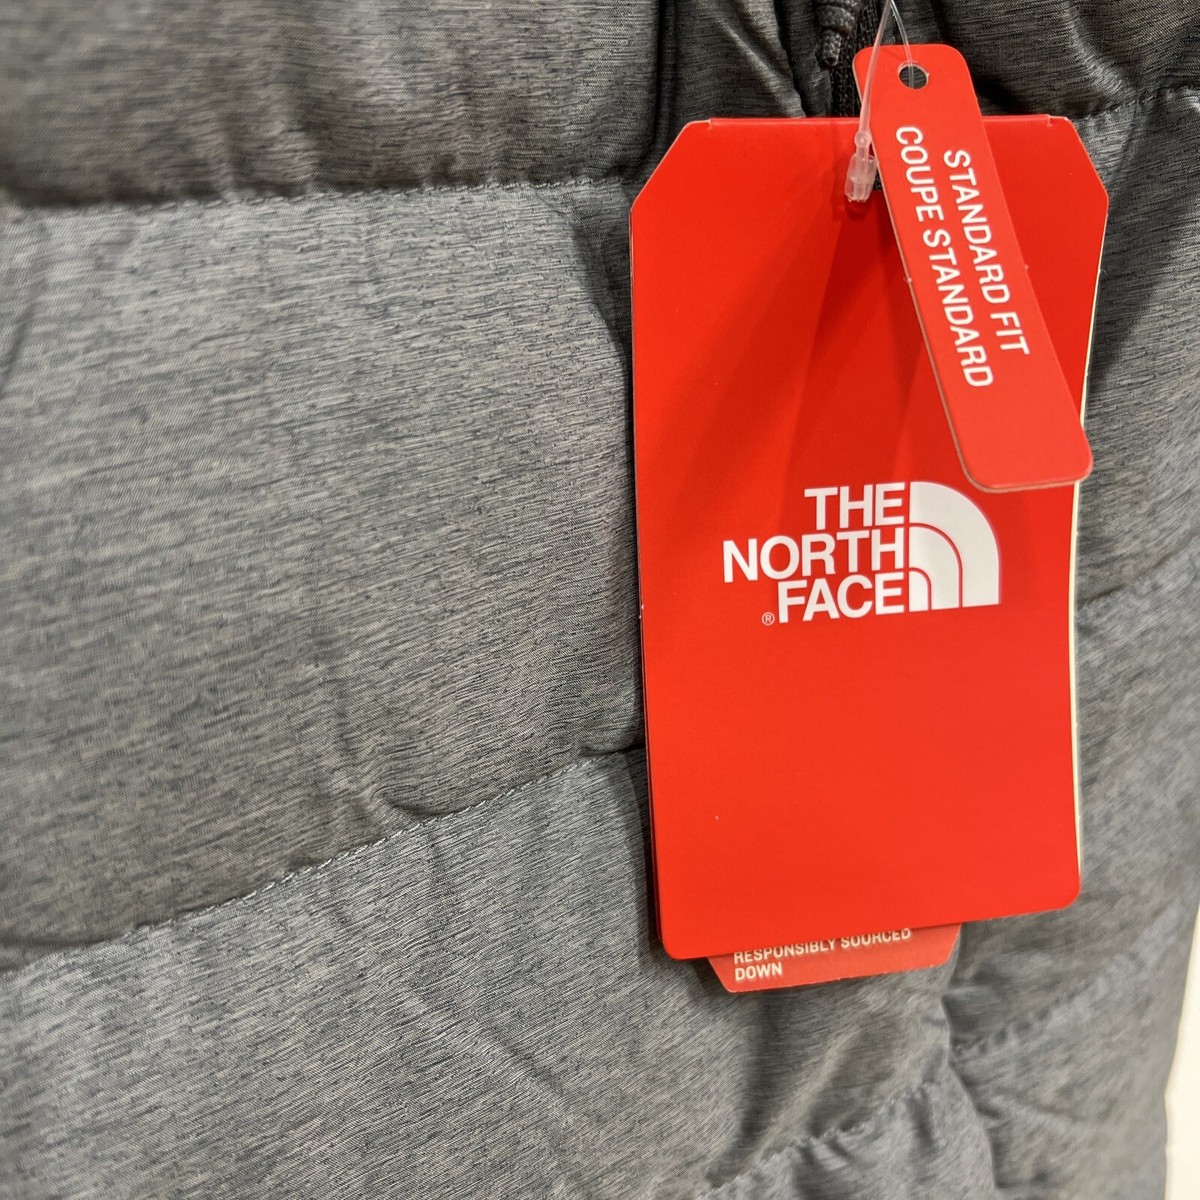 STANDARD FIT
COUPE STANDARD
THE
NORTH
FACE
®
RESPONSIBLY SOURCED
DOWN